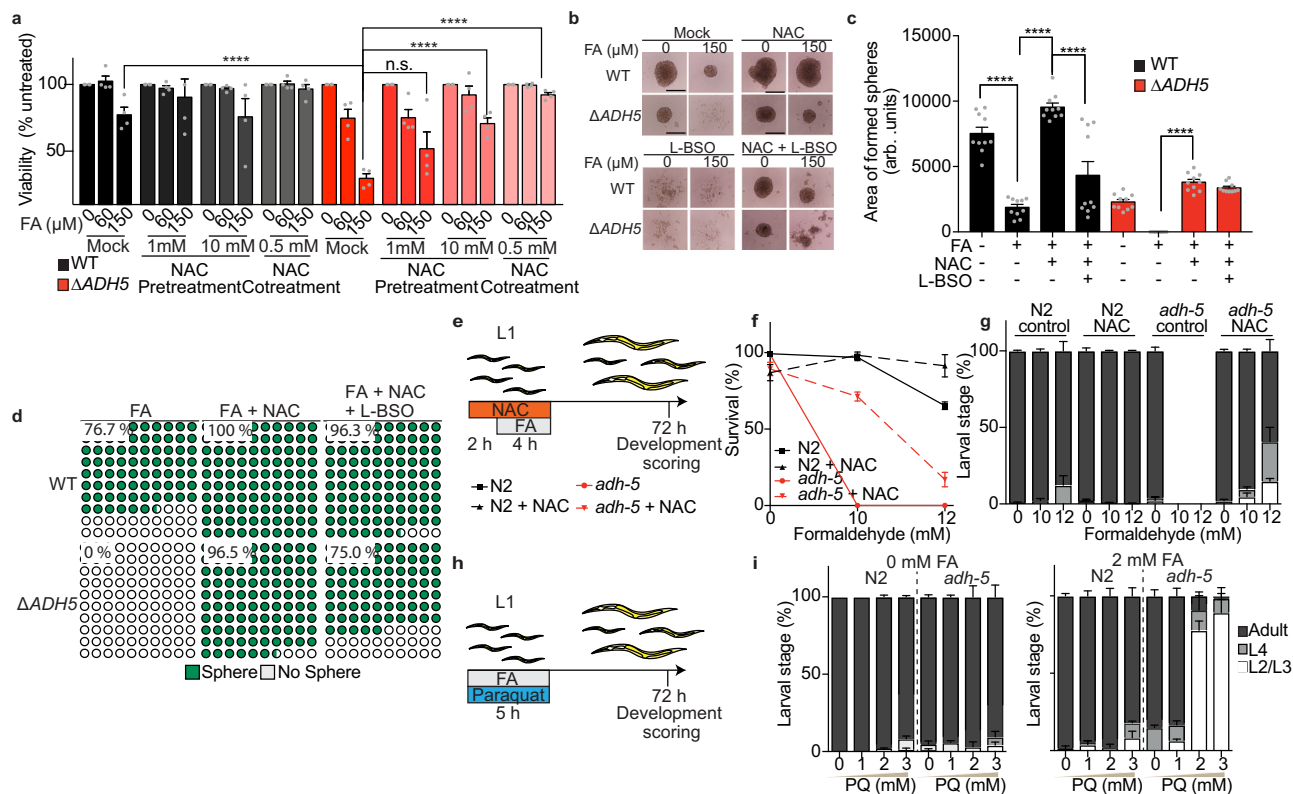 a
Viability (% untreated)
100
50
****
****
****
n.s.
FA (µM)
0 60 150 0 60 150 0 60 150 0 60 150 0 60 150 0 60 150 0 60 150 0 60 150
Mock 1mM 10 mM 0.5 mM Mock 1mM 10 mM 0.5 mM
WT
ΔADH5
NAC NAC NAC NAC
Pretreatment Cotreatment Pretreatment Cotreatment
b
Mock NAC
FA (µM) 0 150 0 150
WT
ΔADH5
L-BSO NAC + L-BSO
FA (µM) 0 150 0 150
WT
ΔADH5
c
Area of formed spheres
(arb. .units)
15000
10000
5000
0
****
****
****
****
WT
ΔADH5
FA - + + + - + + +
NAC - - + + - - + +
L-BSO - - - + - - - +
d
FA FA + NAC FA + NAC
+ L-BSO
76.7 % 100 % 96.3 %
WT
0 % 96.5 % 75.0 %
ΔADH5
Sphere No Sphere
e
L1
NAC
FA
2 h 4 h
72 h
Development
scoring
N2 adh-5
N2 + NAC adh-5 + NAC
f
Survival (%)
100
50
0
N2
N2 + NAC
adh-5
adh-5 + NAC
0 10 12
Formaldehyde (mM)
g
N2 N2 adh-5 adh-5
control NAC control NAC
Larval stage (%)
100
50
0
0 10 12 0 10 12 0 10 12 0 10 12
Formaldehyde (mM)
h
L1
FA
Paraquat
5 h
72 h
Development
scoring
i
0 mM FA
N2 adh-5
Larval stage (%)
100
50
0
0 1 2 3 0 1 2 3
PQ (mM) PQ (mM)
2 mM FA
N2 adh-5
Larval stage (%)
100
50
0
0 1 2 3 0 1 2 3
PQ (mM) PQ (mM)
Adult
L4
L2/L3